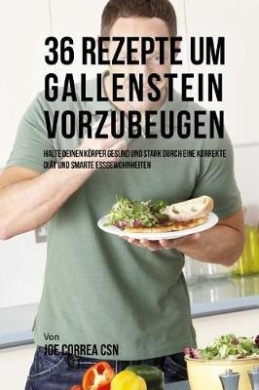 36 REZEPTE UM
GALLENSTEIN
VORZUBEUGEN
HALTE DEINEN KÖRPER GESUND UND STARK DURCH EINE KORREKTE
DIÄT UND SMARTE ESSGEWOHNHEITEN
Von
JOE CORREA CSN